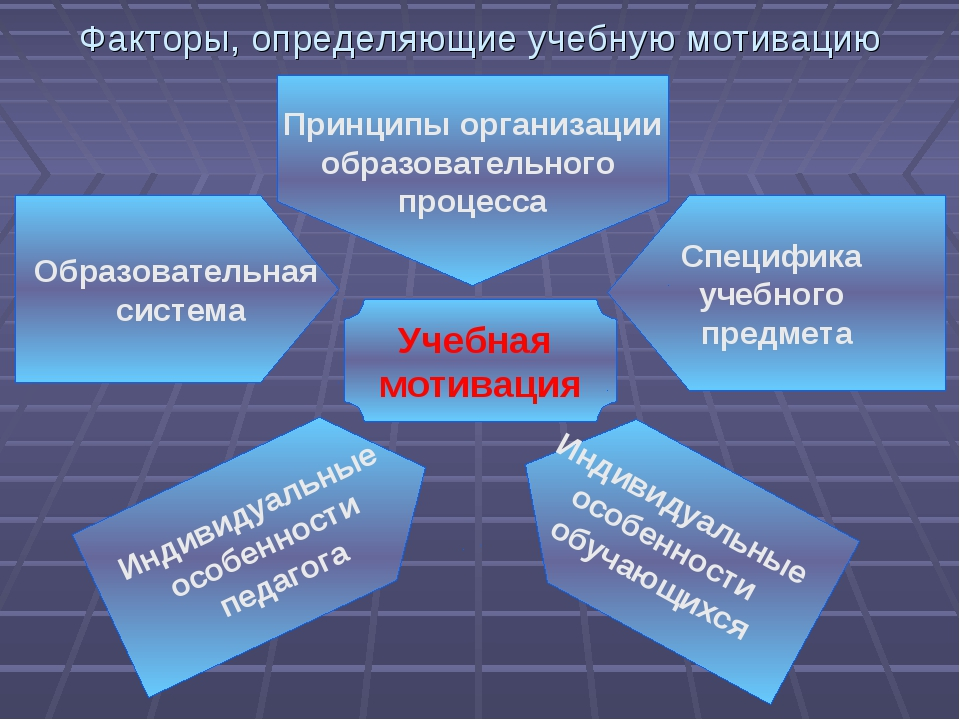 Факторы, определяющие учебную мотивацию
Принципы организации
образовательного
процесса
Образовательная
система
Специфика
учебного
предмета
Учебная
мотивация
Индивидуальные
особенности
педагога
Индивидуальные
особенности
обучающихся